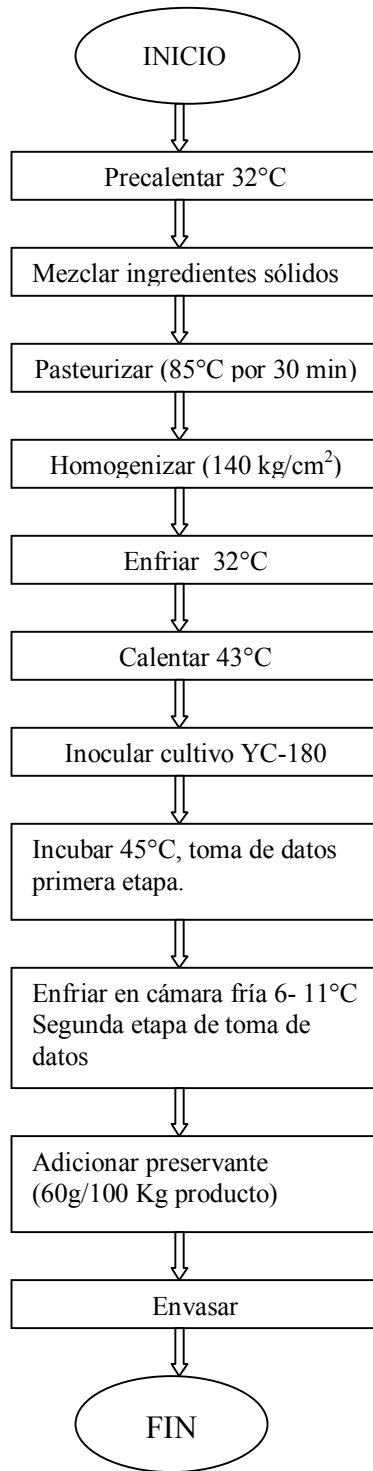 INICIO
Precalentar 32°C
Mezclar ingredientes sólidos
Pasteurizar (85°C por 30 min)
Homogenizar (140 kg/cm²)
Enfriar 32°C
Calentar 43°C
Inocular cultivo YC-180
Incubar 45°C, toma de datos
primera etapa.
Enfriar en cámara fría 6- 11°C
Segunda etapa de toma de
datos
Adicionar preservante
(60g/100 Kg producto)
Envasar
FIN